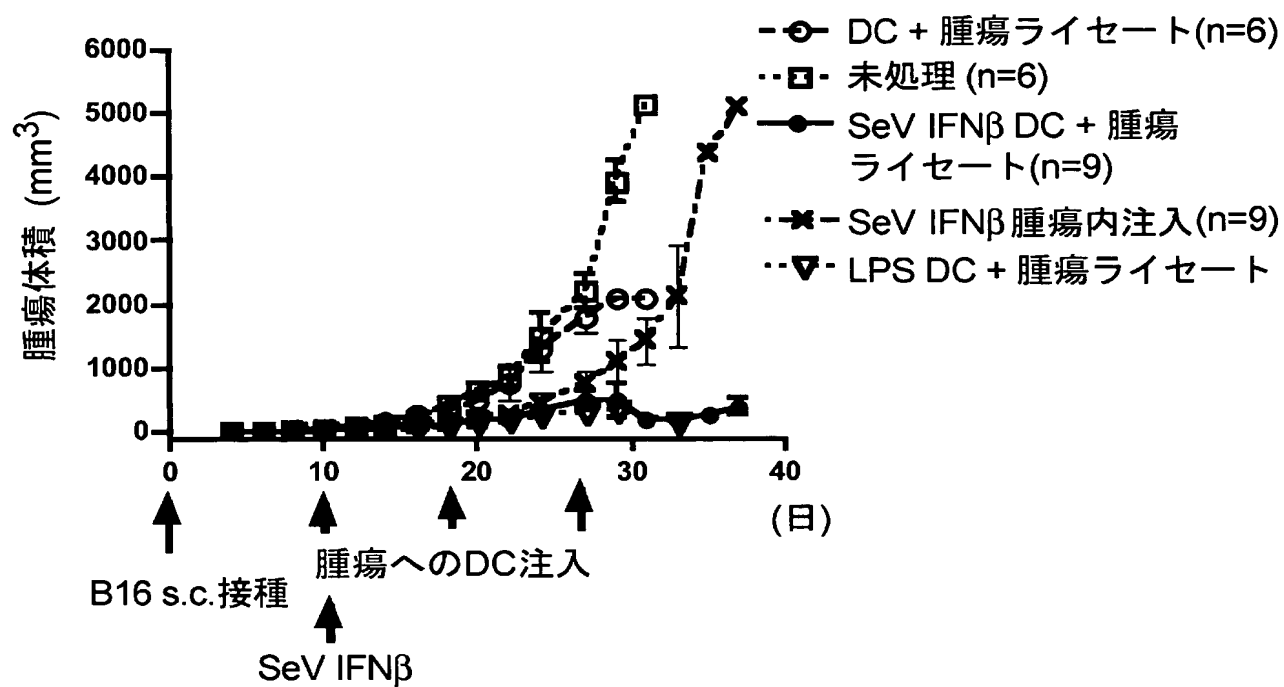 6000
5000
4000
3000
2000
1000
0
腫瘍体積 (mm³)
0
10
20
30
40
(日)
DC + 腫瘍ライセート(n=6)
未処理 (n=6)
SeV IFNβ DC + 腫瘍
ライセート(n=9)
SeV IFNβ腫瘍内注入(n=9)
LPS DC + 腫瘍ライセート
腫瘍へのDC注入
B16 s.c.接種
SeV IFNβ